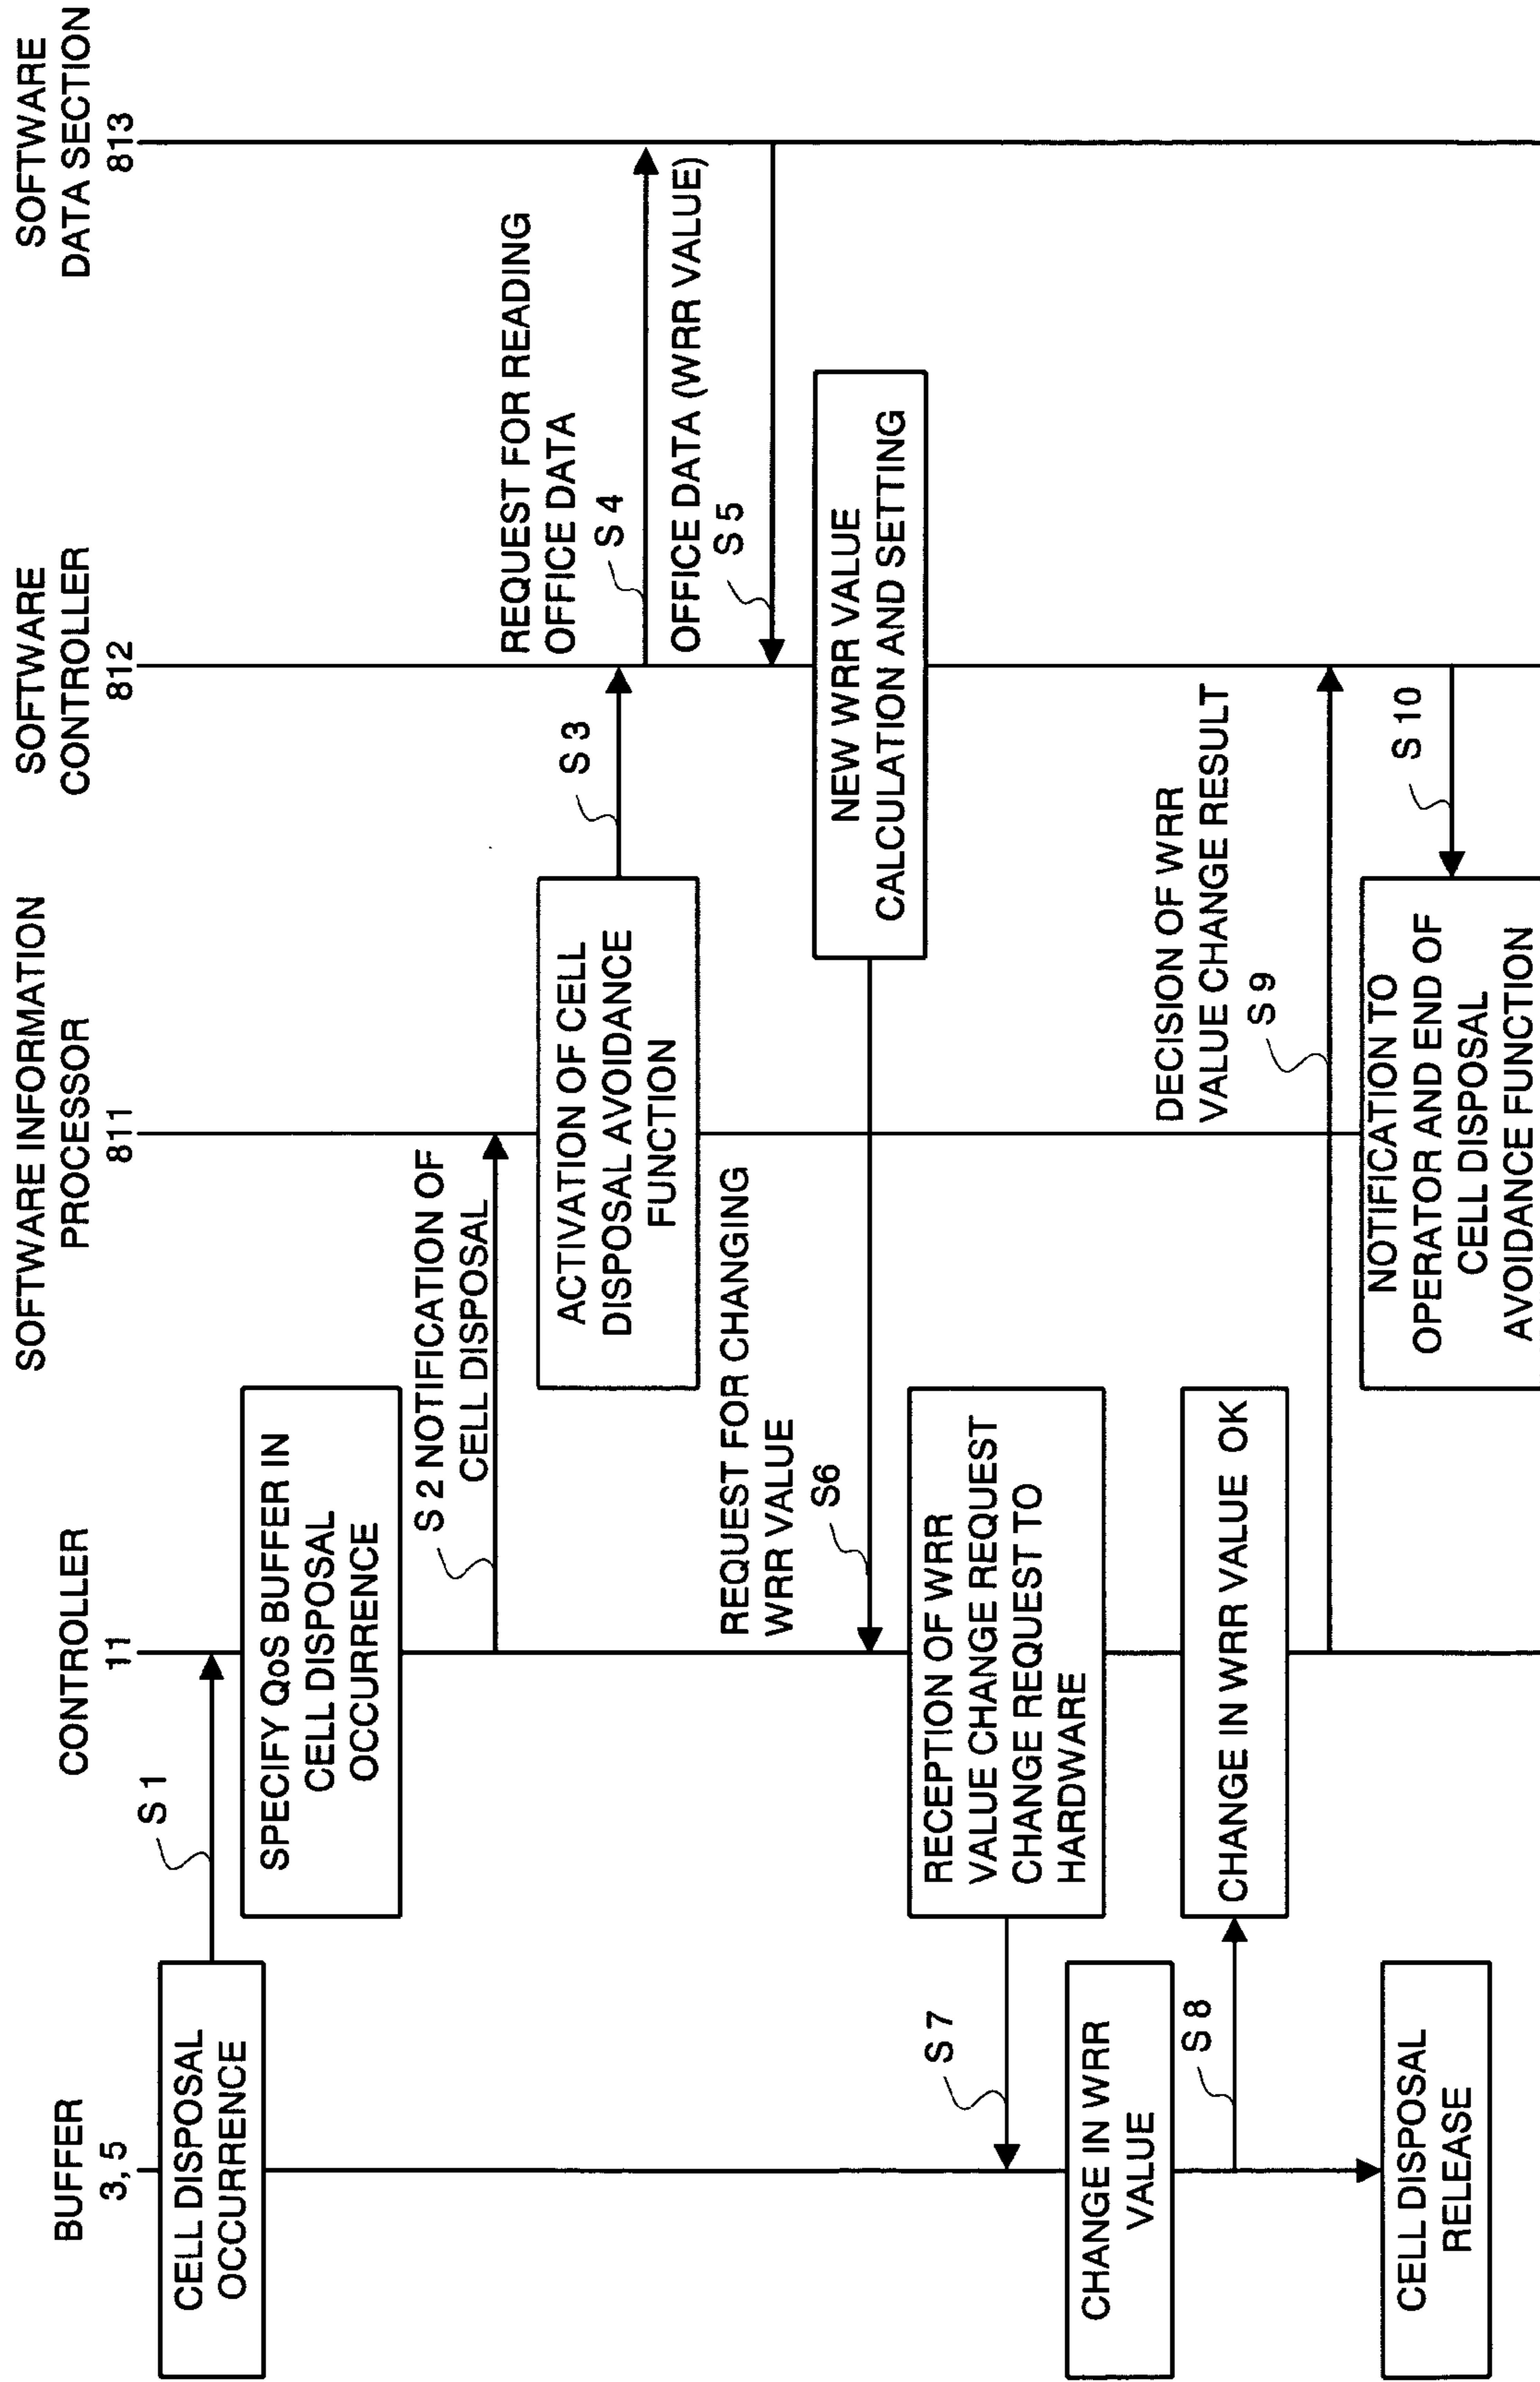 BUFFER
3, 5
CONTROLLER
11
SOFTWARE INFORMATION
PROCESSOR
811
SOFTWARE
CONTROLLER
812
SOFTWARE
DATA SECTION
813
CELL DISPOSAL
OCCURRENCE
S 1
SPECIFY QoS BUFFER IN
CELL DISPOSAL
OCCURRENCE
S 2 NOTIFICATION OF
CELL DISPOSAL
ACTIVATION OF CELL
DISPOSAL AVOIDANCE
FUNCTION
S 3
REQUEST FOR READING
OFFICE DATA
S 4
OFFICE DATA (WRR VALUE)
S 5
NEW WRR VALUE
CALCULATION AND SETTING
REQUEST FOR CHANGING
WRR VALUE
S6
RECEPTION OF WRR
VALUE CHANGE REQUEST
CHANGE REQUEST TO
HARDWARE
S 7
CHANGE IN WRR
VALUE
S 8
CHANGE IN WRR VALUE OK
DECISION OF WRR
VALUE CHANGE RESULT
S 9
S 10
NOTIFICATION TO
OPERATOR AND END OF
CELL DISPOSAL
AVOIDANCE FUNCTION
CELL DISPOSAL
RELEASE